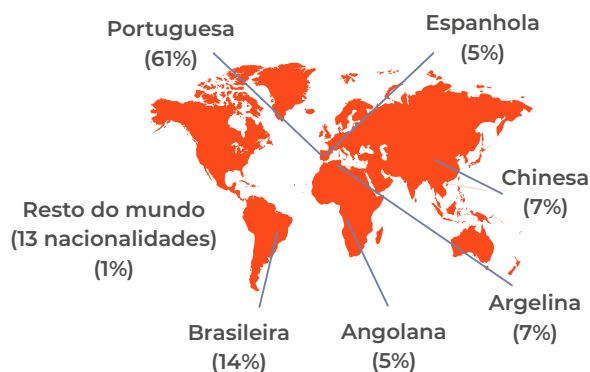 Portuguesa
(61%)
Espanhola
(5%)
Chinesa
(7%)
Resto do mundo
(13 nacionalidades)
(1%)
Argelina
(7%)
Brasileira
(14%)
Angolana
(5%)